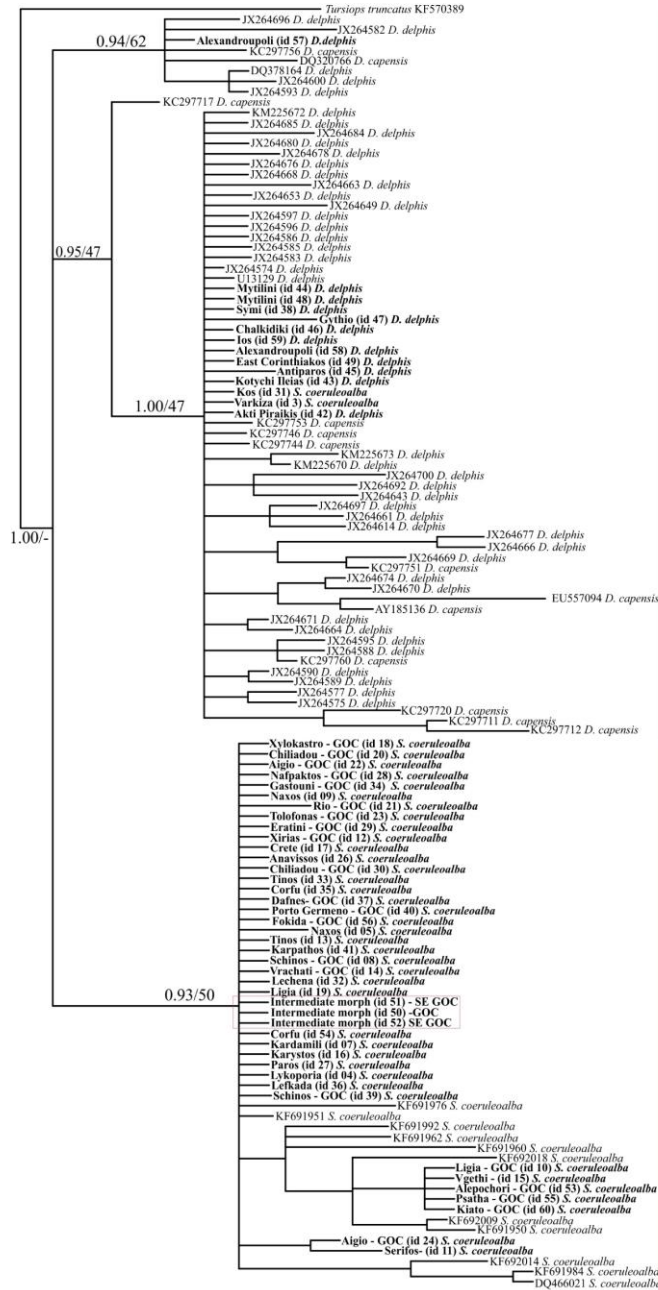 Tursiops truncatus KF570389
JX264696 D. delphis
JX264582 D. delphis
0.94/62
Alexandroupoli (id 57) D.delphis
KC297756 D. capensis
DQ320766 D. capensis
DQ378164 D. delphis
JX264600 D. delphis
JX264593 D. delphis
KC297717 D. capensis
KM225672 D. delphis
JX264685 D. delphis
JX264684 D. delphis
JX264680 D. delphis
JX264678 D. delphis
JX264676 D. delphis
JX264668 D. delphis
JX264663 D. delphis
JX264653 D. delphis
JX264649 D. delphis
JX264597 D. delphis
JX264596 D. delphis
JX264586 D. delphis
0.95/47
JX264585 D. delphis
JX264583 D. delphis
JX264574 D. delphis
U13129 D. delphis
Mytilini (id 44) D. delphis
Mytilini (id 48) D. delphis
Symi (id 38) D. delphis
Gythio (id 47) D. delphis
Chalkidiki (id 46) D. delphis
Ios (id 59) D. delphis
Alexandroupoli (id 58) D. delphis
East Corinthiakos (id 49) D. delphis
Antiparos (id 45) D. delphis
Kotychi Ileias (id 43) D. delphis
Kos (id 31) S. coeruleoalba
Varkiza (id 3) S. coeruleoalba
1.00/47
Akti Piraikis (id 42) D. delphis
KC297753 D. capensis
KC297746 D. capensis
KC297744 D. capensis
KM225673 D. delphis
KM225670 D. delphis
JX264700 D. delphis
JX264692 D. delphis
JX264643 D. delphis
JX264697 D. delphis
JX264661 D. delphis
JX264614 D. delphis
1.00/-
JX264677 D. delphis
JX264666 D. delphis
JX264669 D. delphis
KC297751 D. capensis
JX264674 D. delphis
JX264670 D. delphis
EU557094 D. capensis
AY185136 D. capensis
JX264671 D. delphis
JX264664 D. delphis
JX264595 D. delphis
JX264588 D. delphis
KC297760 D. capensis
JX264590 D. delphis
JX264589 D. delphis
JX264577 D. delphis
JX264575 D. delphis
KC297720 D. capensis
KC297711 D. capensis
KC297712 D. capensis
Xylokastro - GOC (id 18) S. coeruleoalba
Chiliadou - GOC (id 20) S. coeruleoalba
Aigio - GOC (id 22) S. coeruleoalba
Nafpaktos - GOC (id 28) S. coeruleoalba
Gastouni - GOC (id 34) S. coeruleoalba
Naxos (id 09) S. coeruleoalba
Rio - GOC (id 21) S. coeruleoalba
Tolofonas - GOC (id 23) S. coeruleoalba
Eratini - GOC (id 29) S. coeruleoalba
Xirias - GOC (id 12) S. coeruleoalba
Crete (id 17) S. coeruleoalba
Anavissos (id 26) S. coeruleoalba
Chiliadou - GOC (id 30) S. coeruleoalba
Tinos (id 33) S. coeruleoalba
Corfu (id 35) S. coeruleoalba
Dafnes- GOC (id 37) S. coeruleoalba
Porto Germeno - GOC (id 40) S. coeruleoalba
Fokida - GOC (id 56) S. coeruleoalba
Naxos (id 05) S. coeruleoalba
Tinos (id 13) S. coeruleoalba
Karpathos (id 41) S. coeruleoalba
Schinos - GOC (id 08) S. coeruleoalba
Vrachati - GOC (id 14) S. coeruleoalba
Lechena (id 32) S. coeruleoalba
0.93/50
Ligia (id 19) S. coeruleoalba
Intermediate morph (id 51) - SE GOC
Intermediate morph (id 50) -GOC
Intermediate morph (id 52) SE GOC
Corfu (id 54) S. coeruleoalba
Kardamili (id 07) S. coeruleoalba
Karystos (id 16) S. coeruleoalba
Paros (id 27) S. coeruleoalba
Lykoporia (id 04) S. coeruleoalba
Lefkada (id 36) S. coeruleoalba
Schinos - GOC (id 39) S. coeruleoalba
KF691976 S. coeruleoalba
KF691951 S. coeruleoalba
KF691992 S. coeruleoalba
KF691962 S. coeruleoalba
KF691960 S. coeruleoalba
KF692018 S. coeruleoalba
Ligia - GOC (id 10) S. coeruleoalba
Vgethi - (id 15) S. coeruleoalba
Alepochori - GOC (id 53) S. coeruleoalba
Psatha - GOC (id 55) S. coeruleoalba
Kiato - GOC (id 60) S. coeruleoalba
KF692009 S. coeruleoalba
KF691950 S. coeruleoalba
Aigio - GOC (id 24) S. coeruleoalba
Serifos- (id 11) S. coeruleoalba
KF692014 S. coeruleoalba
KF691984 S. coeruleoalba
DQ466021 S. coeruleoalba